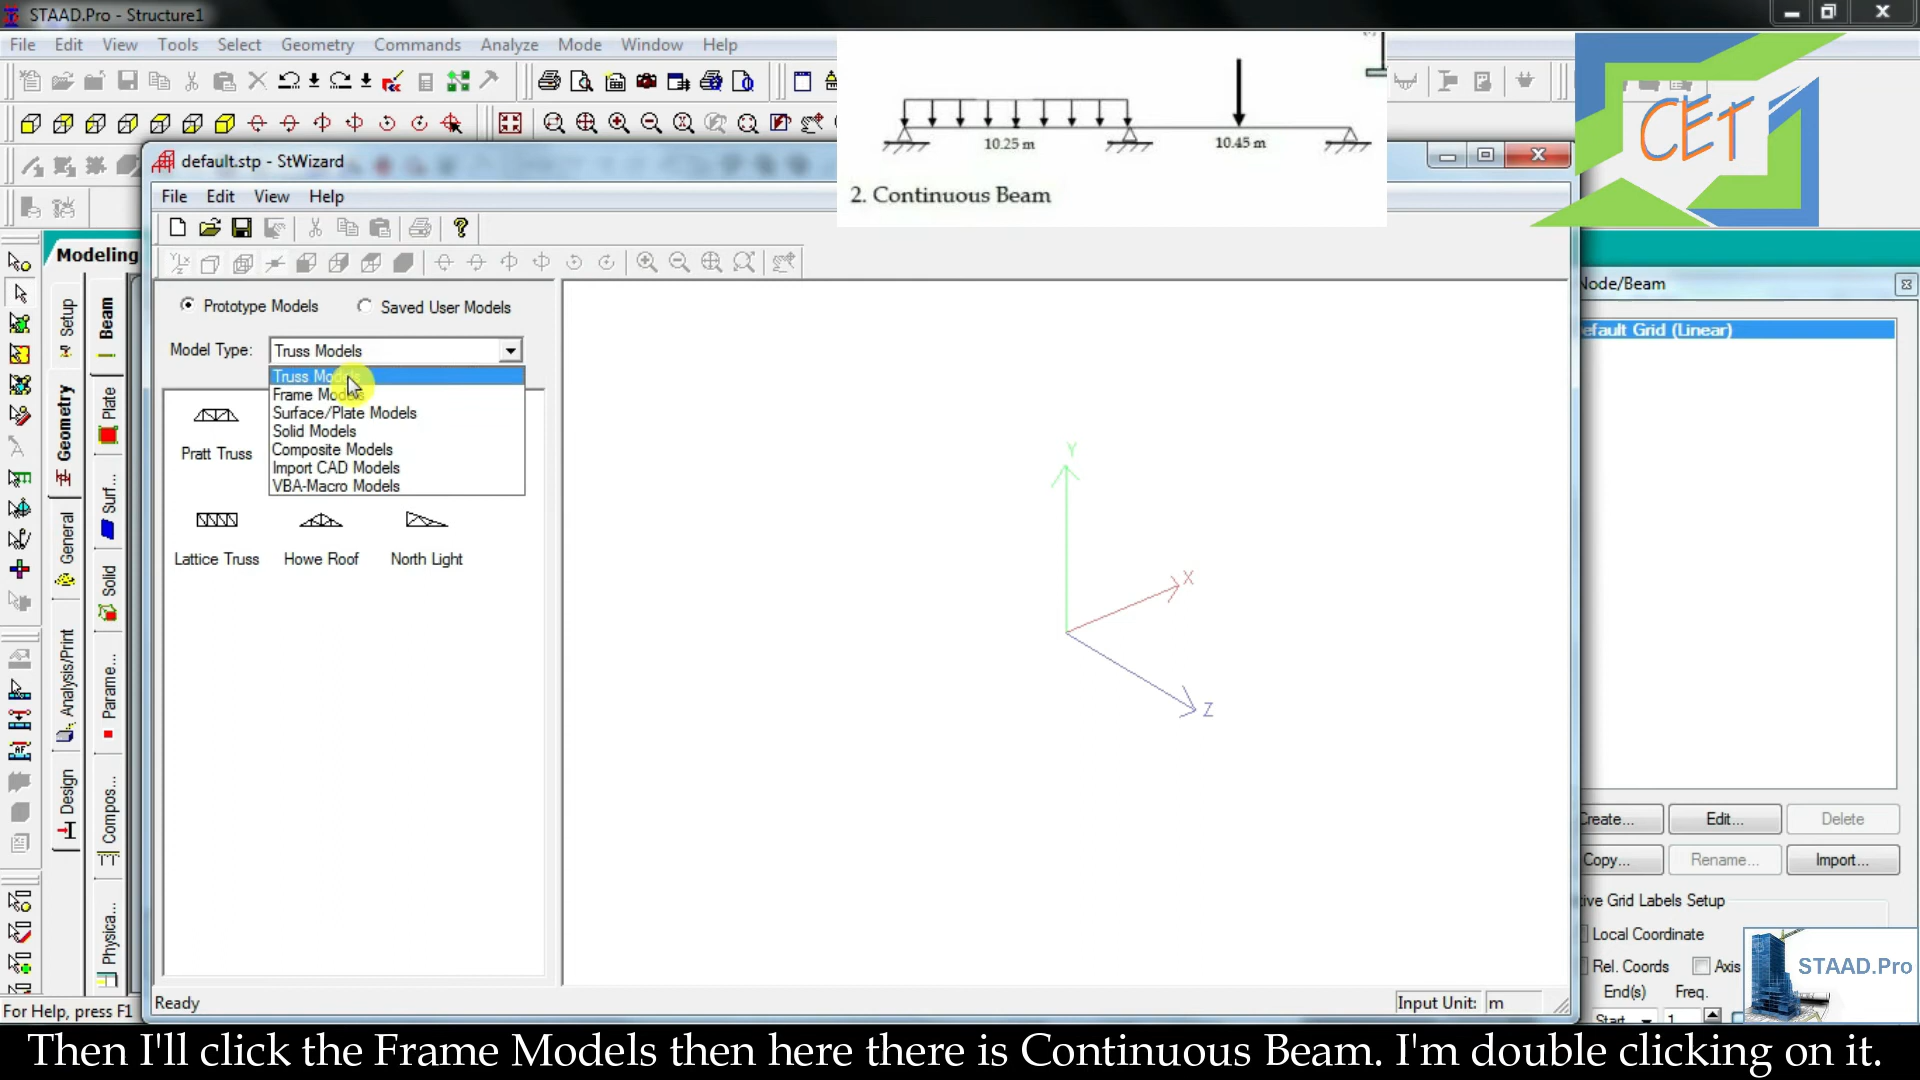 STAAD.Pro - Structure1
File Edit View Tools Select Geometry Commands Analyze Mode Window Help
10.25 m
10.45 m
2. Continuous Beam
CET
default.stp - StWizard
File Edit View Help
Modeling
Setup
Geometry
General
Analysis/Print
Design
Beam
Plate
Surf...
Solid
Parame...
Compos...
Physica...
Prototype Models
Saved User Models
Model Type:
Truss Models
Truss Models
Frame Models
Surface/Plate Models
Solid Models
Composite Models
Import CAD Models
VBA-Macro Models
Pratt Truss
Lattice Truss
Howe Roof
North Light
Y
X
Z
Node/Beam
efault Grid (Linear)
Create...
Edit...
Delete
Copy...
Rename...
Import...
tive Grid Labels Setup
Local Coordinate
Rel. Coords
Axis
End(s)
Freq.
Start
1
STAAD.Pro
Ready
Input Unit: m
For Help, press F1
Then I'll click the Frame Models then here there is Continuous Beam. I'm double clicking on it.